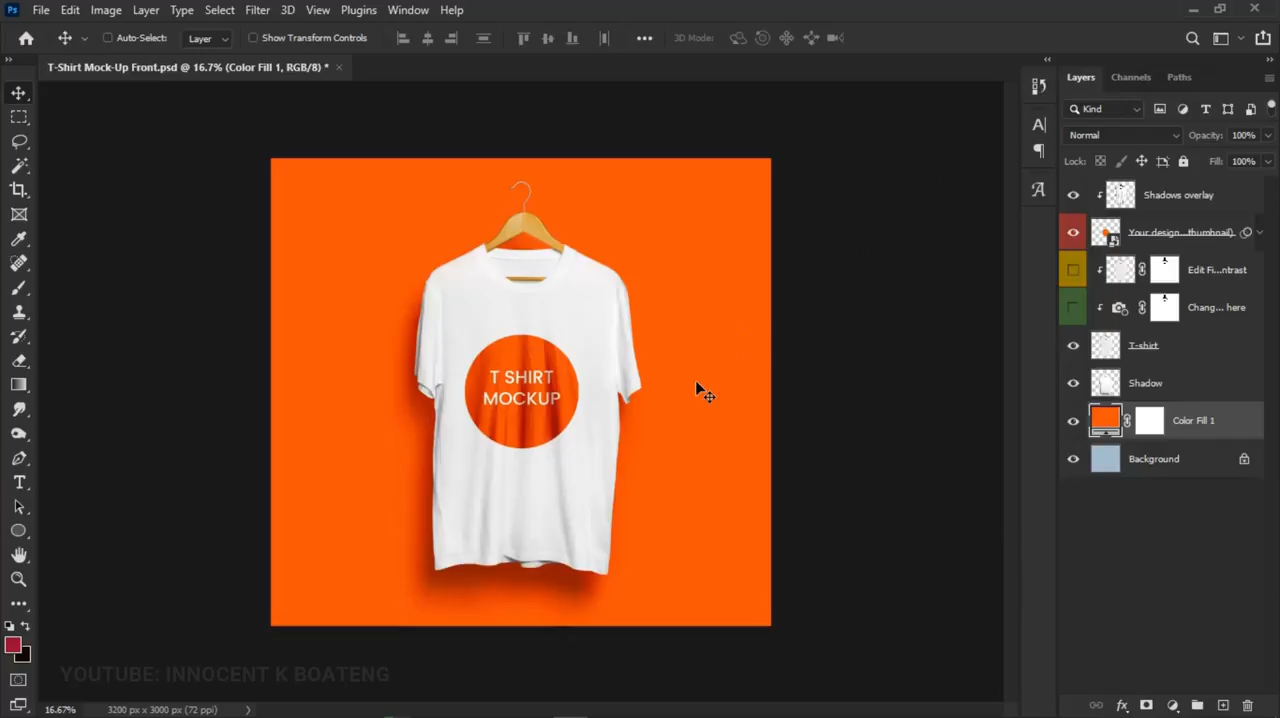 Ps File Edit Image Layer Type Select Filter 3D View Plugins Window Help
Auto-Select: Layer Show Transform Controls 3D Mode:
T-Shirt Mock-Up Front.psd @ 16.7% (Color Fill 1, RGB/8) *
Layers Channels Paths
Kind
Normal Opacity: 100%
Lock: Fill: 100%
Shadows overlay
Your design...thumbnail)
Edit Fi...ntrast
Chang... here
T-shirt
Shadow
Color Fill 1
Background
T SHIRT
MOCKUP
YOUTUBE: INNOCENT K BOATENG
16.67% 3200 px x 3000 px (72 ppi)